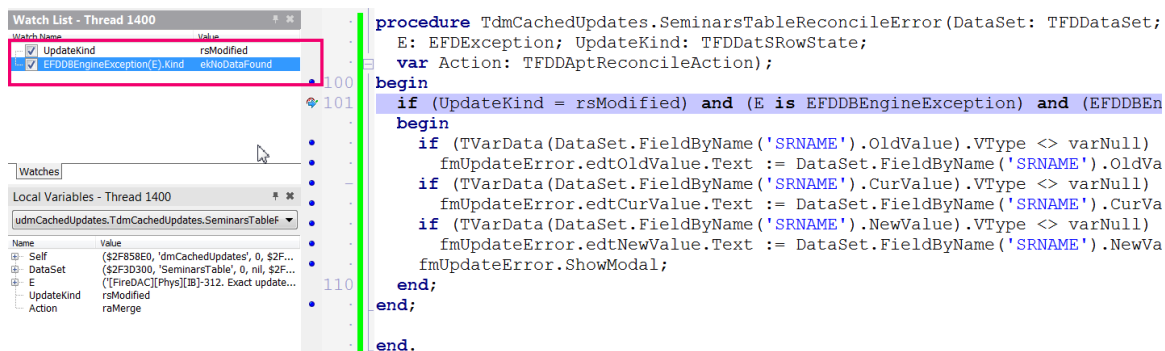 Watch List - Thread 1400
Watch Name Value
UpdateKind rsModified
EFDDBEngineException(E).Kind ekNoDataFound
Watches
Local Variables - Thread 1400
udmCachedUpdates.TdmCachedUpdates.SeminarsTableF
Name Value
Self ($2F858E0, 'dmCachedUpdates', 0, $2F...
DataSet ($2F3D300, 'SeminarsTable', 0, nil, $2F...
E ('[FireDAC][Phys][IB]-312. Exact update...
UpdateKind rsModified
Action raMerge
procedure TdmCachedUpdates.SeminarsTableReconcileError(DataSet: TFDDataSet;
E: EFDException; UpdateKind: TFDDatSRowState;
var Action: TFDDAptReconcileAction);
100 begin
101 if (UpdateKind = rsModified) and (E is EFDDBEngineException) and (EFDDBEn
begin
if (TVarData(DataSet.FieldByName('SRNAME').OldValue).VType <> varNull)
fmUpdateError.edtOldValue.Text := DataSet.FieldByName('SRNAME').OldVa
if (TVarData(DataSet.FieldByName('SRNAME').CurValue).VType <> varNull)
fmUpdateError.edtCurValue.Text := DataSet.FieldByName('SRNAME').CurVa
if (TVarData(DataSet.FieldByName('SRNAME').NewValue).VType <> varNull)
fmUpdateError.edtNewValue.Text := DataSet.FieldByName('SRNAME').NewVa
fmUpdateError.ShowModal;
110 end;
end;
end.